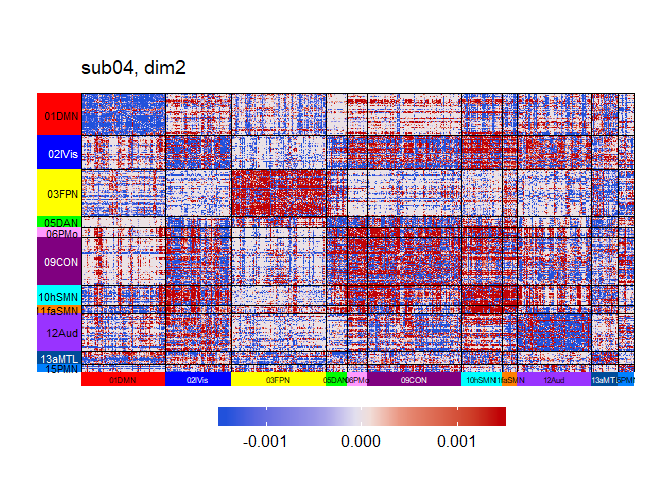 sub04, dim2
01DMN
02lVis
03FPN
05DAN
06PMo
09CON
10hSMN
1faSMN
12Aud
13aMTL
15PMN
01DMN
02lVis
03FPN
05DAN
06PMo
09CON
10hSMN
1faSMN
12Aud
13aMTL
5PMN
-0.001
0.000
0.001